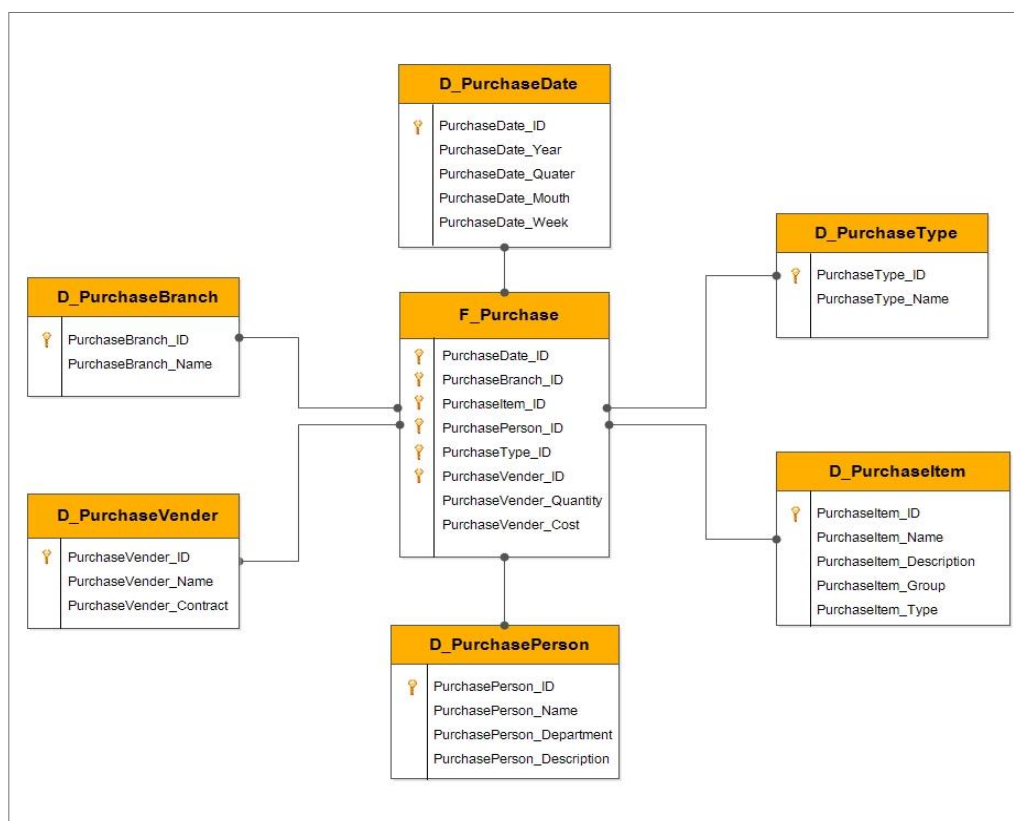 D_PurchaseDate
PurchaseDate_ID
PurchaseDate_Year
PurchaseDate_Quater
PurchaseDate_Mouth
PurchaseDate_Week
D_PurchaseType
PurchaseType_ID
PurchaseType_Name
D_PurchaseBranch
PurchaseBranch_ID
PurchaseBranch_Name
F_Purchase
PurchaseDate_ID
PurchaseBranch_ID
PurchaseItem_ID
PurchasePerson_ID
PurchaseType_ID
PurchaseVender_ID
PurchaseVender_Quantity
PurchaseVender_Cost
D_PurchaseItem
PurchaseItem_ID
PurchaseItem_Name
PurchaseItem_Description
PurchaseItem_Group
PurchaseItem_Type
D_PurchaseVender
PurchaseVender_ID
PurchaseVender_Name
PurchaseVender_Contract
D_PurchasePerson
PurchasePerson_ID
PurchasePerson_Name
PurchasePerson_Department
PurchasePerson_Description